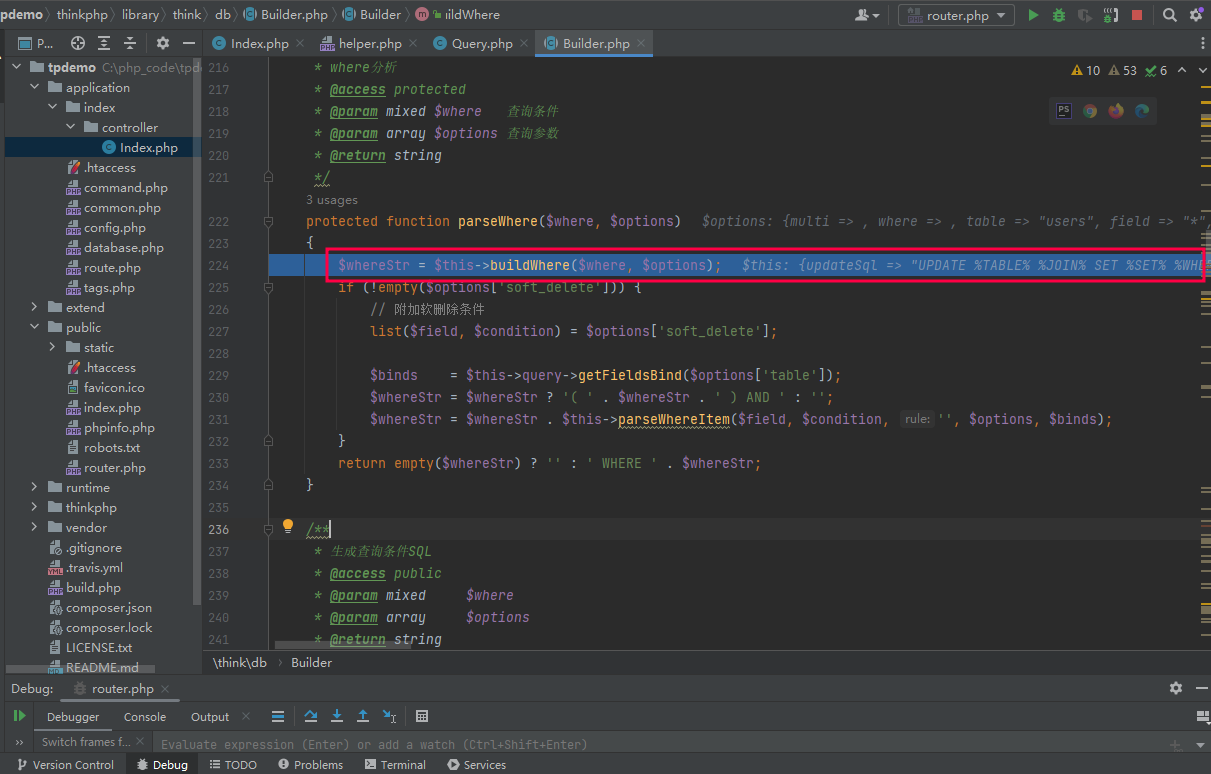 pdemo thinkphp library think db Builder.php Builder ildWhere router.php
P... Index.php helper.php Query.php Builder.php
tpdemo C:\php_code\tpd
application
index
controller
Index.php
.htaccess
command.php
common.php
config.php
database.php
route.php
tags.php
extend
public
static
.htaccess
favicon.ico
index.php
phpinfo.php
robots.txt
router.php
runtime
thinkphp
vendor
.gitignore
.travis.yml
build.php
composer.json
composer.lock
LICENSE.txt
README.md
10 53 6
216 * where分析
217 * @access protected
218 * @param mixed $where 查询条件
219 * @param array $options 查询参数
220 * @return string
221 */
3 usages
222 protected function parseWhere($where, $options) $options: {multi => , where => , table => "users", field => "*",
223 {
224 $whereStr = $this->buildWhere($where, $options); $this: {updateSql => "UPDATE %TABLE% %JOIN% SET %SET% %WHE
225 if (!empty($options['soft_delete'])) {
226 // 附加软删除条件
227 list($field, $condition) = $options['soft_delete'];
228
229 $binds = $this->query->getFieldsBind($options['table']);
230 $whereStr = $whereStr ? '( ' . $whereStr . ' ) AND ' : '';
231 $whereStr = $whereStr . $this->parseWhereItem($field, $condition, rule: '', $options, $binds);
232 }
233 return empty($whereStr) ? '' : ' WHERE ' . $whereStr;
234 }
235
236 /**
237 * 生成查询条件SQL
238 * @access public
239 * @param mixed $where
240 * @param array $options
241 * @return string
\think\db Builder
Debug: router.php
Debugger Console Output
Switch frames f... Evaluate expression (Enter) or add a watch (Ctrl+Shift+Enter)
Version Control Debug TODO Problems Terminal Services